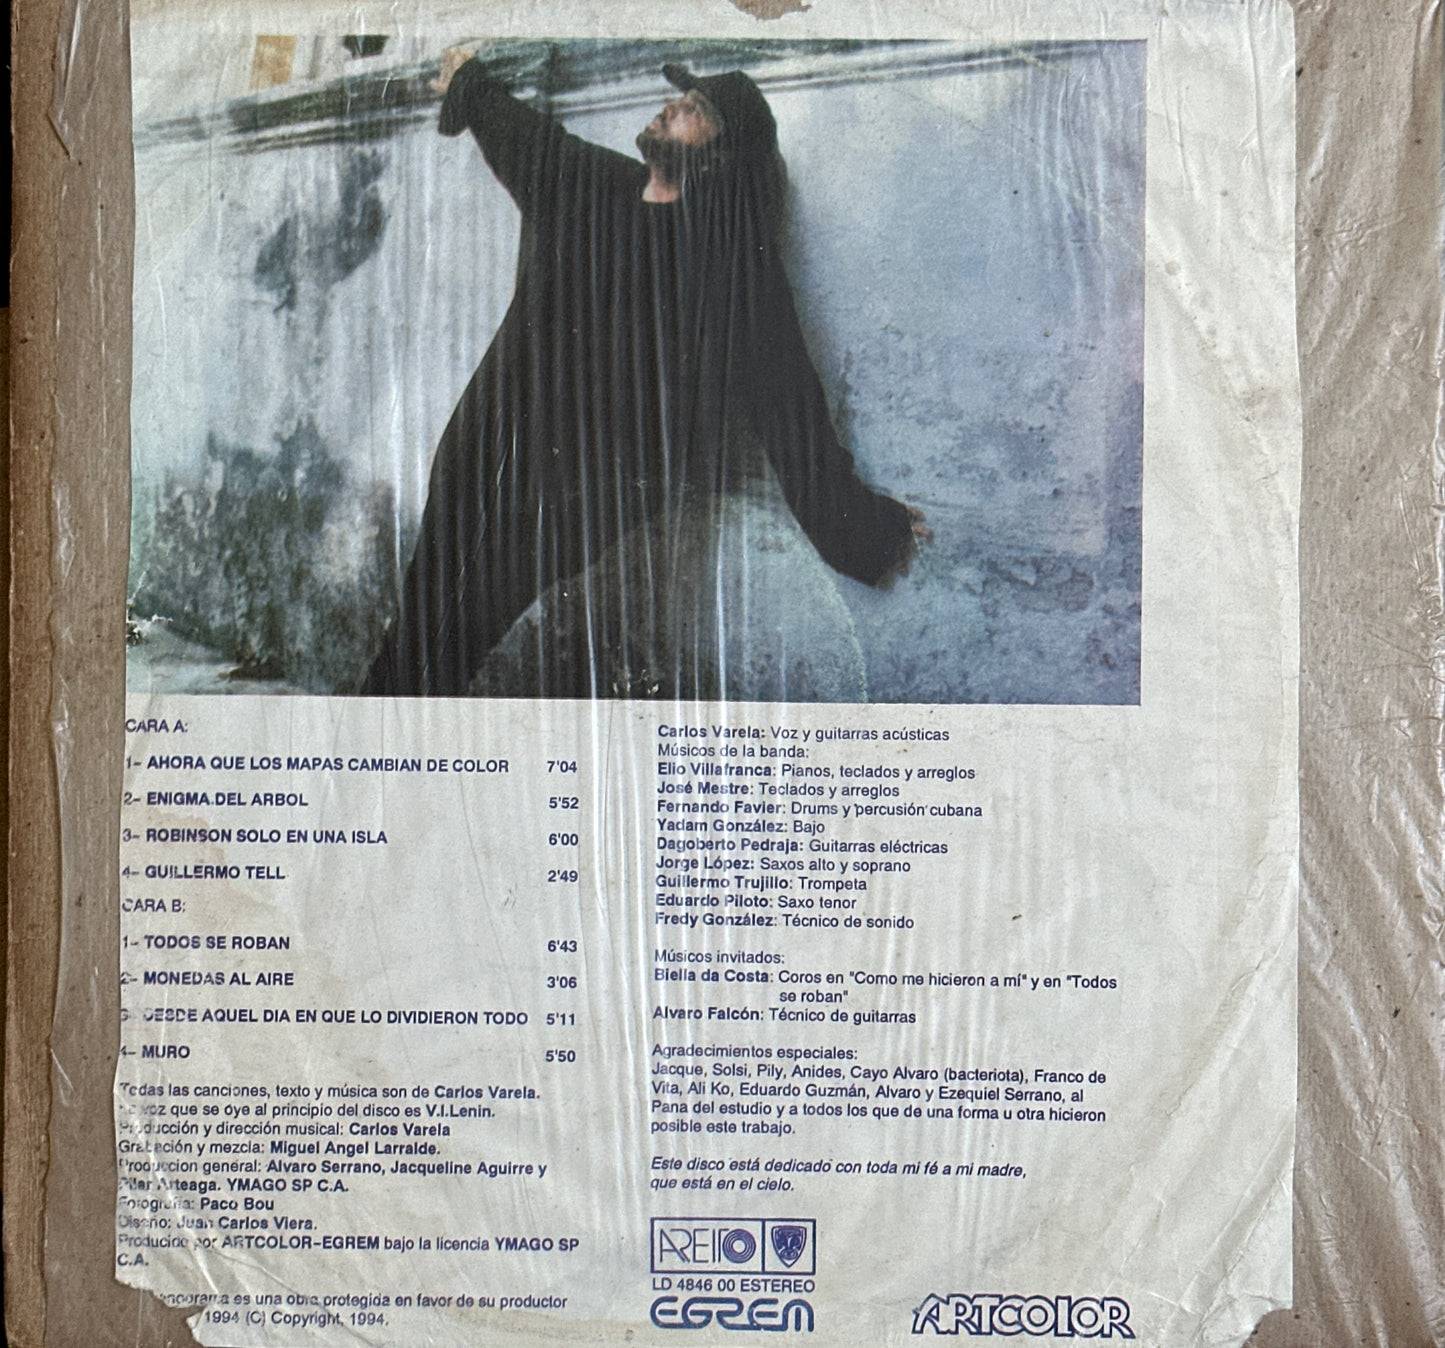 CARA A:
1- AHORA QUE LOS MAPAS CAMBIAN DE COLOR 7'04
2- ENIGMA DEL ARBOL 5'52
3- ROBINSON SOLO EN UNA ISLA 6'00
4- GUILLERMO TELL 2'49
CARA B:
1- TODOS SE ROBAN 6'43
2- MONEDAS AL AIRE 3'06
3- DESDE AQUEL DIA EN QUE LO DIVIDIERON TODO 5'11
4- MURO 5'50
Todas las canciones, texto y música son de Carlos Varela.
La voz que se oye al principio del disco es V.I.Lenin.
Producción y dirección musical: Carlos Varela
Grabación y mezcla: Miguel Angel Larralde.
Produccion general: Alvaro Serrano, Jacqueline Aguirre y
Pilar Arteaga. YMAGO SP C.A.
Fotografía: Paco Bou
Diseño: Juan Carlos Viera.
Producido por ARTCOLOR-EGREM bajo la licencia YMAGO SP
C.A.
es una obra protegida en favor de su productor
1994 (C) Copyright, 1994.
Carlos Varela: Voz y guitarras acústicas
Músicos de la banda:
Elio Villafranca: Pianos, teclados y arreglos
José Mestre: Teclados y arreglos
Fernando Favier: Drums y percusión cubana
Yadam González: Bajo
Dagoberto Pedraja: Guitarras eléctricas
Jorge López: Saxos alto y soprano
Guillermo Trujillo: Trompeta
Eduardo Piloto: Saxo tenor
Fredy González: Técnico de sonido
Músicos invitados:
Biella da Costa: Coros en "Como me hicieron a mí" y en "Todos
se roban"
Alvaro Falcón: Técnico de guitarras
Agradecimientos especiales:
Jacque, Solsi, Pily, Anides, Cayo Alvaro (bacteriota), Franco de
Vita, Ali Ko, Eduardo Guzmán, Alvaro y Ezequiel Serrano, al
Pana del estudio y a todos los que de una forma u otra hicieron
posible este trabajo.
Este disco está dedicado con toda mi fé a mi madre,
que está en el cielo.
AREITO
LD 4846 00 ESTEREO
EGREM
ARTCOLOR